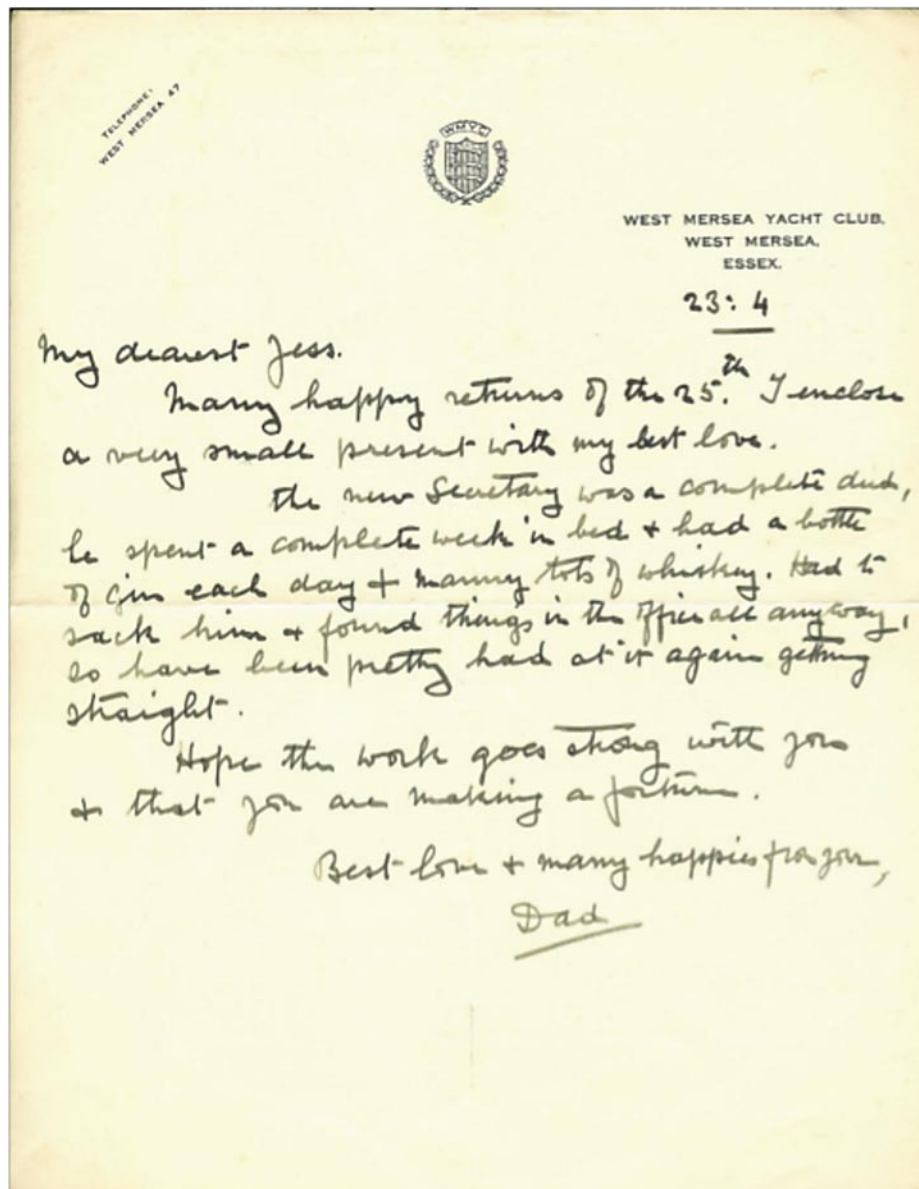 TELEPHONE:
WEST MERSEA 47
W M Y C
WEST MERSEA YACHT CLUB,
WEST MERSEA,
ESSEX.
23: 4
My dearest Jess.
Many happy returns of the 25.th I enclose
a very small present with my best love.
The new Secretary was a complete dud,
he spent a complete week in bed + had a bottle
of gin each day + many tots of whiskey. Had to
sack him + found things in the office all anyway,
so have been pretty hard at it again getting
straight.
Hope the work goes strong with you
+ that you are making a fortune.
Best love + many happies from your,
Dad